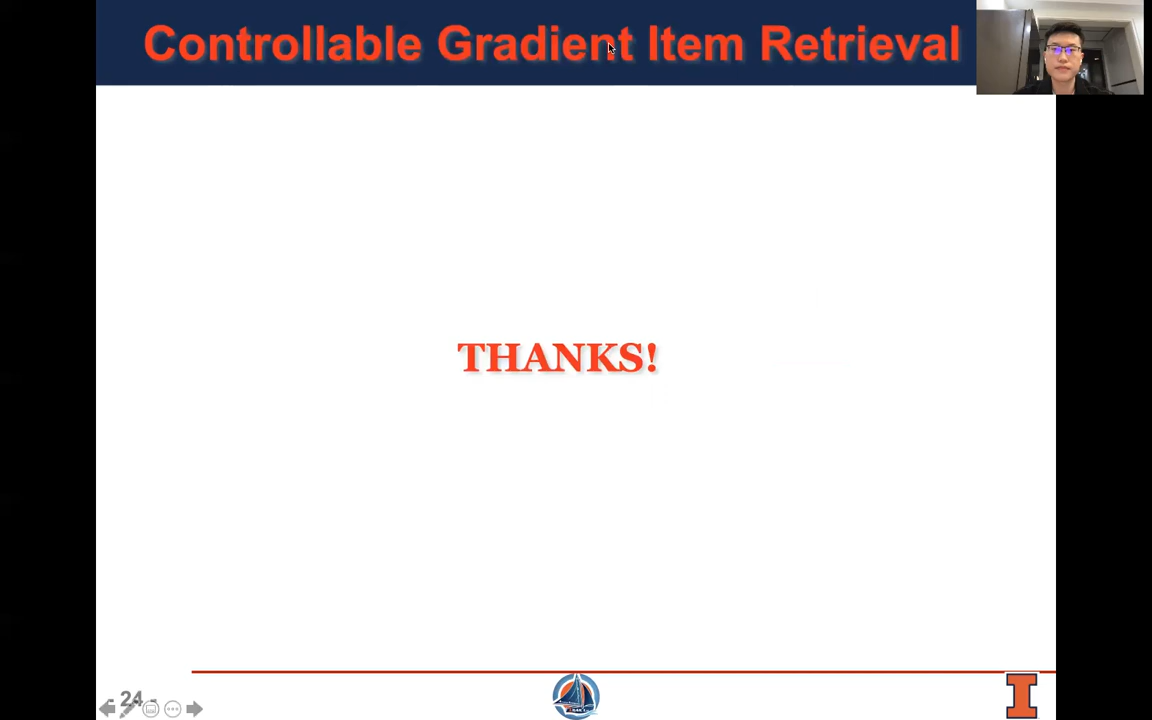 Controllable Gradient Item Retrieval
THANKS!
- 24 -
I